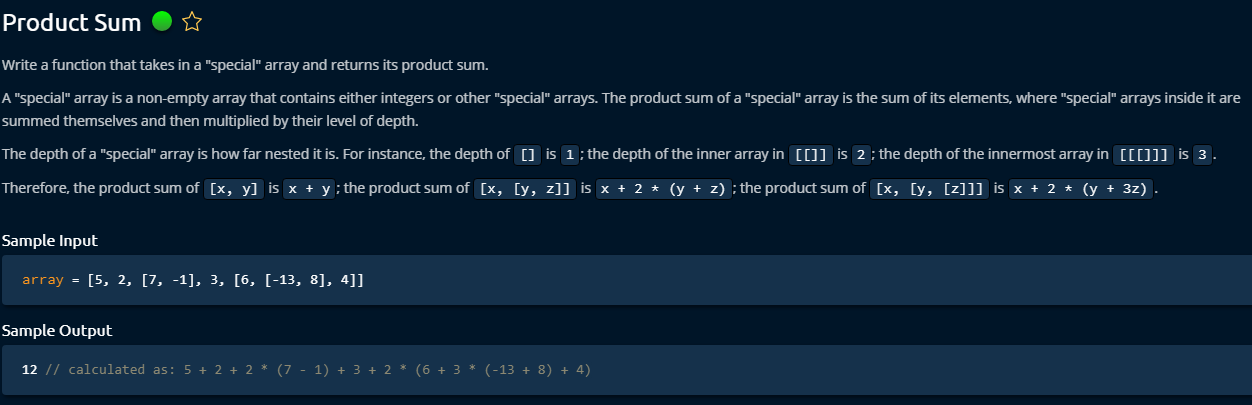 Product Sum
Write a function that takes in a "special" array and returns its product sum.
A "special" array is a non-empty array that contains either integers or other "special" arrays. The product sum of a "special" array is the sum of its elements, where "special" arrays inside it are
summed themselves and then multiplied by their level of depth.
The depth of a "special" array is how far nested it is. For instance, the depth of [] is 1; the depth of the inner array in [[]] is 2; the depth of the innermost array in [[[]]] is 3.
Therefore, the product sum of [x, y] is x + y; the product sum of [x, [y, z]] is x + 2 * (y + z); the product sum of [x, [y, [z]]] is x + 2 * (y + 3z).
Sample Input
array = [5, 2, [7, -1], 3, [6, [-13, 8], 4]]
Sample Output
12 // calculated as: 5 + 2 + 2 * (7 - 1) + 3 + 2 * (6 + 3 * (-13 + 8) + 4)